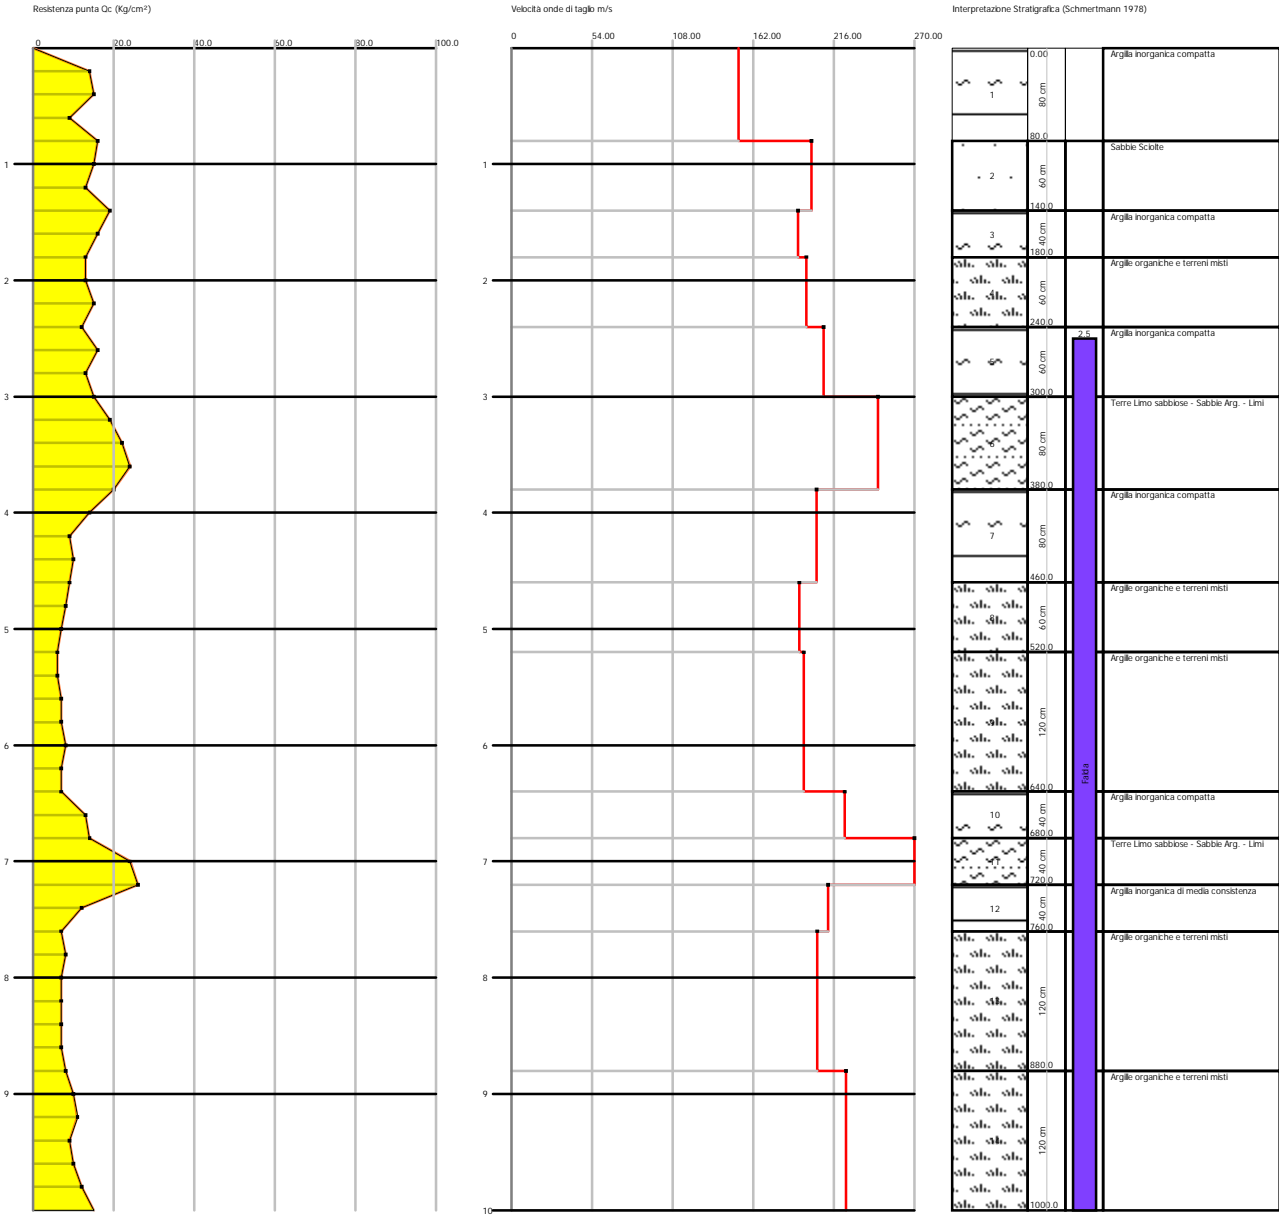 Resistenza punta Qc (Kg/cm²)
Velocità onde di taglio m/s
Interpretazione Stratigrafica (Schmertmann 1978)
0 20.0 40.0 60.0 80.0 100.0
0 54.00 108.00 162.00 216.00 270.00
1
2
3
4
5
6
7
8
9
1
2
3
4
5
6
7
8
9
10
0.00
1 80 cm Argilla inorganica compatta
80.0
2 60 cm Sabbie Sciolte
140.0
3 40 cm Argilla inorganica compatta
180.0
4 60 cm Argille organiche e terreni misti
240.0
5 60 cm Argilla inorganica compatta
2.5
300.0
6 80 cm Terre Limo sabbiose - Sabbie Arg. - Limi
380.0
7 80 cm Argilla inorganica compatta
460.0
8 60 cm Argille organiche e terreni misti
520.0
9 120 cm Argille organiche e terreni misti
Falda
640.0
10 40 cm Argilla inorganica compatta
680.0
11 40 cm Terre Limo sabbiose - Sabbie Arg. - Limi
720.0
12 40 cm Argilla inorganica di media consistenza
760.0
13 120 cm Argille organiche e terreni misti
880.0
14 120 cm Argille organiche e terreni misti
1000.0